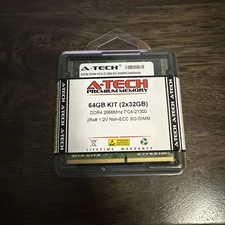 A-TECH
A-TECH
PREMIUM MEMORY
64GB KIT (2x32GB)
DDR4 2666MHz PC4-21300
2Rx8 1.2V Non-ECC SO-DIMM
LIFETIME WARRANTY